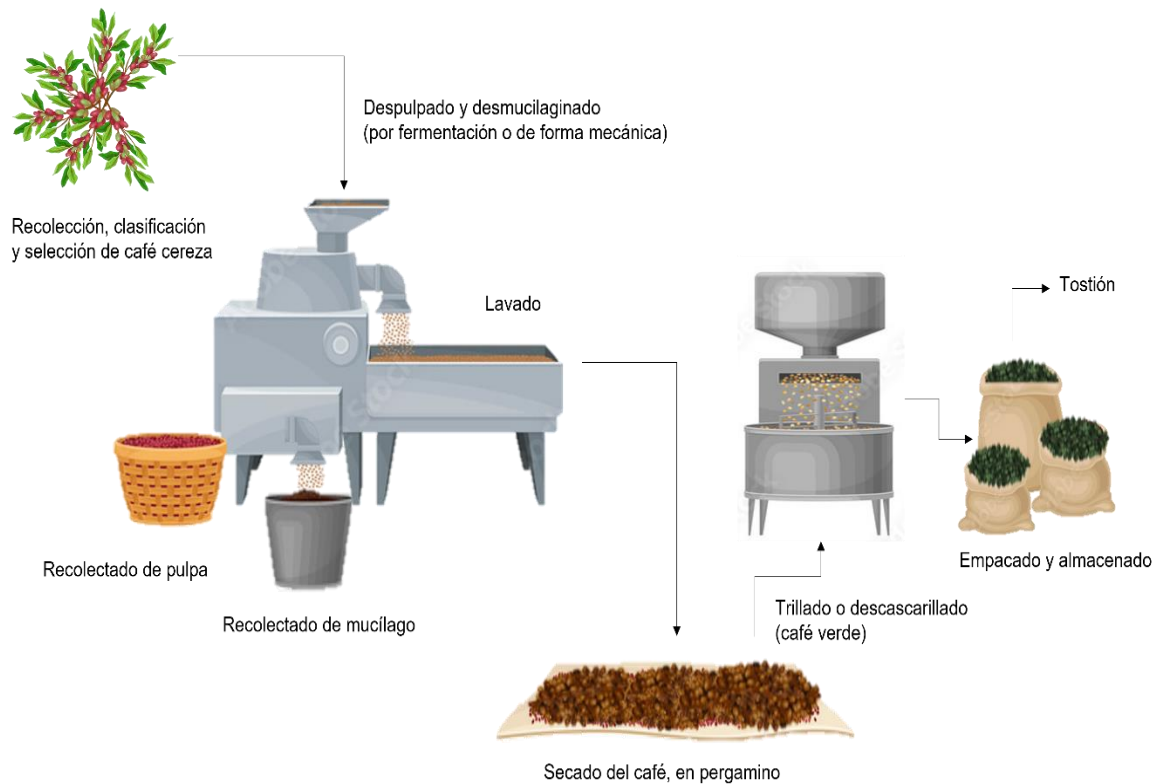 Despulpado y desmucilaginado
(por fermentación o de forma mecánica)
Recolección, clasificación
y selección de café cereza
Lavado
Tostión
Recolectado de pulpa
Recolectado de mucílago
Empacado y almacenado
Trillado o descascarillado
(café verde)
Secado del café, en pergamino